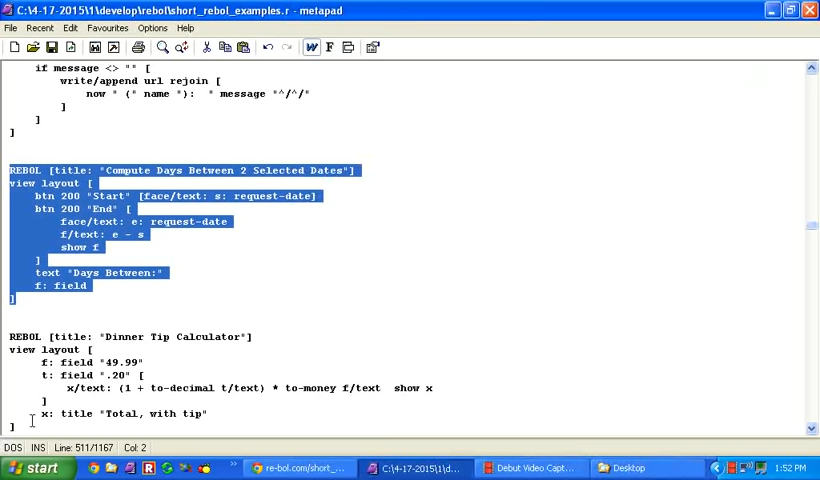 C:\4-17-2015\1\develop\rebol\short_rebol_examples.r - metapad
File Recent Edit Favourites Options Help
if message <> "" [
write/append url rejoin [
now " (" name "):  " message "^/^/"
]
]
]
REBOL [title: "Compute Days Between 2 Selected Dates"]
view layout [
btn 200 "Start" [face/text: s: request-date]
btn 200 "End" [
face/text: e: request-date
f/text: e - s
show f
]
text "Days Between:"
f: field
]
REBOL [title: "Dinner Tip Calculator"]
view layout [
f: field "49.99"
t: field ".20" [
x/text: (1 + to-decimal t/text) * to-money f/text  show x
]
x: title "Total, with tip"
]
DOS INS Line: 511/1167 Col: 2
start re-bol.com/short_... C:\4-17-2015\1\d... Debut Video Capt... Desktop 1:52 PM